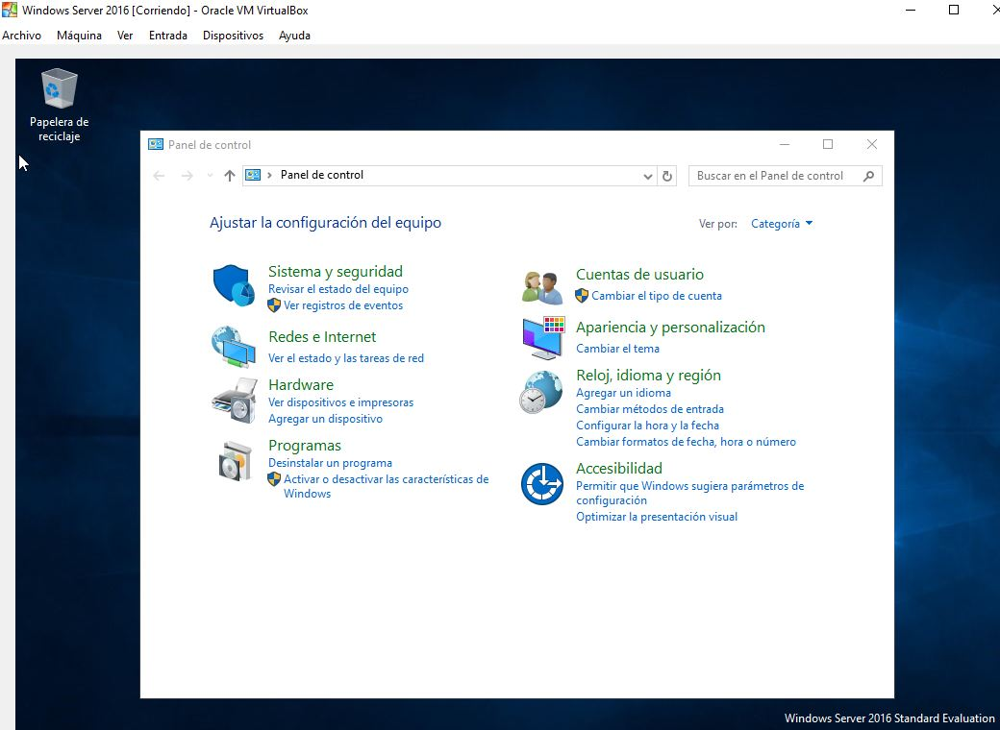 Windows Server 2016 [Corriendo] - Oracle VM VirtualBox
Archivo Máquina Ver Entrada Dispositivos Ayuda
Papelera de
reciclaje
Panel de control
Panel de control
Buscar en el Panel de control
Ajustar la configuración del equipo
Ver por: Categoría
Sistema y seguridad
Revisar el estado del equipo
Ver registros de eventos
Redes e Internet
Ver el estado y las tareas de red
Hardware
Ver dispositivos e impresoras
Agregar un dispositivo
Programas
Desinstalar un programa
Activar o desactivar las características de
Windows
Cuentas de usuario
Cambiar el tipo de cuenta
Apariencia y personalización
Cambiar el tema
Reloj, idioma y región
Agregar un idioma
Cambiar métodos de entrada
Configurar la hora y la fecha
Cambiar formatos de fecha, hora o número
Accesibilidad
Permitir que Windows sugiera parámetros de
configuración
Optimizar la presentación visual
Windows Server 2016 Standard Evaluation